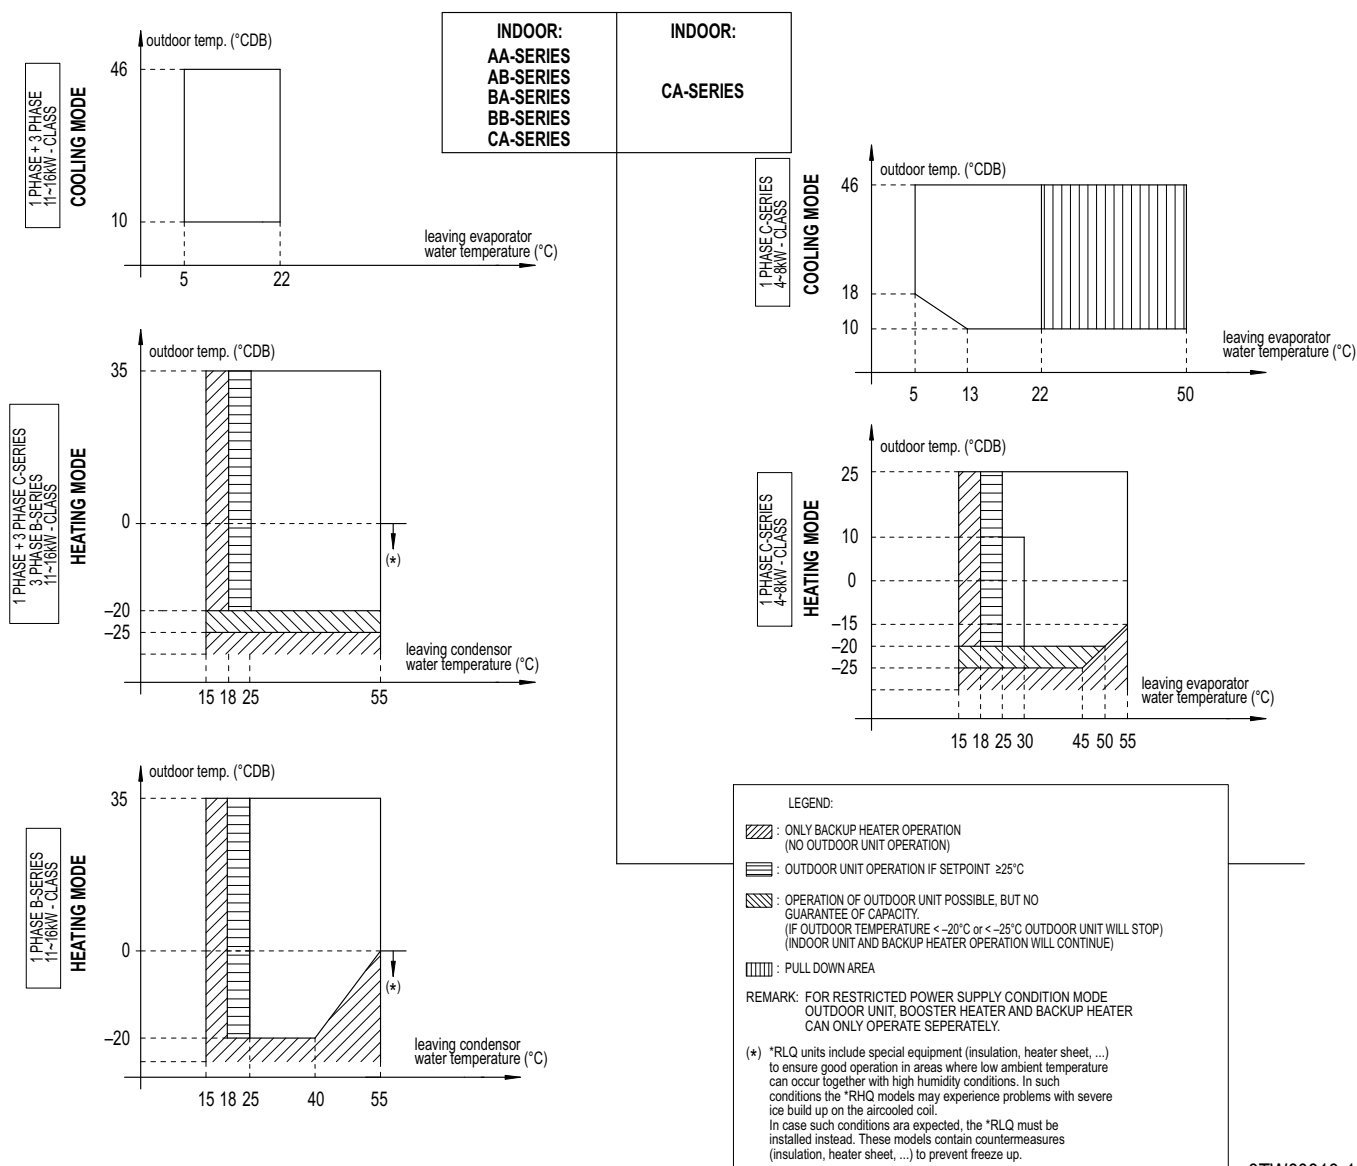 INDOOR:
AA-SERIES
AB-SERIES
BA-SERIES
BB-SERIES
CA-SERIES
INDOOR:
CA-SERIES
1 PHASE + 3 PHASE
11~16kW - CLASS
COOLING MODE
outdoor temp. (°CDB)
46
10
5 22
leaving evaporator
water temperature (°C)
1 PHASE + 3 PHASE C-SERIES
3 PHASE B-SERIES
11~16kW - CLASS
HEATING MODE
outdoor temp. (°CDB)
35
0
(*)
–20
–25
leaving condensor
water temperature (°C)
15 18 25 55
1 PHASE B-SERIES
11~16kW - CLASS
HEATING MODE
outdoor temp. (°CDB)
35
0
(*)
–20
leaving condensor
water temperature (°C)
15 18 25 40 55
1 PHASE C-SERIES
4~8kW - CLASS
COOLING MODE
outdoor temp. (°CDB)
46
18
10
leaving evaporator
water temperature (°C)
5 13 22 50
1 PHASE C-SERIES
4~8kW - CLASS
HEATING MODE
outdoor temp. (°CDB)
25
10
0
–15
–20
–25
leaving evaporator
water temperature (°C)
15 18 25 30 45 50 55
LEGEND:
: ONLY BACKUP HEATER OPERATION
(NO OUTDOOR UNIT OPERATION)
: OUTDOOR UNIT OPERATION IF SETPOINT ≥25°C
: OPERATION OF OUTDOOR UNIT POSSIBLE, BUT NO
GUARANTEE OF CAPACITY.
(IF OUTDOOR TEMPERATURE < –20°C or < –25°C OUTDOOR UNIT WILL STOP)
(INDOOR UNIT AND BACKUP HEATER OPERATION WILL CONTINUE)
: PULL DOWN AREA
REMARK: FOR RESTRICTED POWER SUPPLY CONDITION MODE
OUTDOOR UNIT, BOOSTER HEATER AND BACKUP HEATER
CAN ONLY OPERATE SEPERATELY.
(*) *RLQ units include special equipment (insulation, heater sheet, ...)
to ensure good operation in areas where low ambient temperature
can occur together with high humidity conditions. In such
conditions the *RHQ models may experience problems with severe
ice build up on the aircooled coil.
In case such conditions ara expected, the *RLQ must be
installed instead. These models contain countermeasures
(insulation, heater sheet, ...) to prevent freeze up.